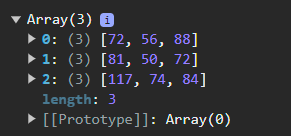 ▼ Array(3) i
▶ 0: (3) [72, 56, 88]
▶ 1: (3) [81, 50, 72]
▶ 2: (3) [117, 74, 84]
length: 3
▶ [[Prototype]]: Array(0)